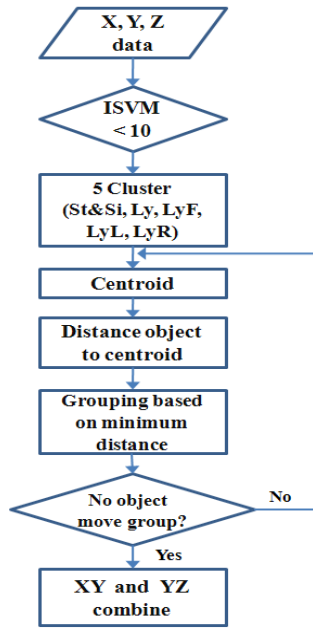 X, Y, Z
data
ISVM
< 10
5 Cluster
(St&Si, Ly, LyF,
LyL, LyR)
Centroid
Distance object
to centroid
Grouping based
on minimum
distance
No object
move group?
No
Yes
XY and YZ
combine